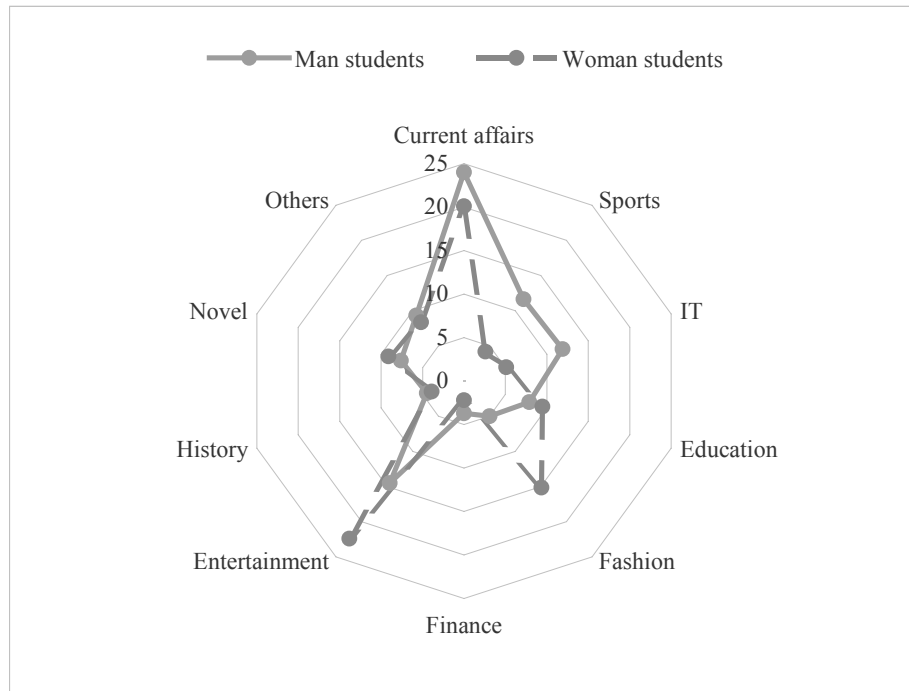 Man students
Woman students
Current affairs
25
Others
Sports
20
15
10
Novel
IT
5
0
History
Education
Entertainment
Fashion
Finance